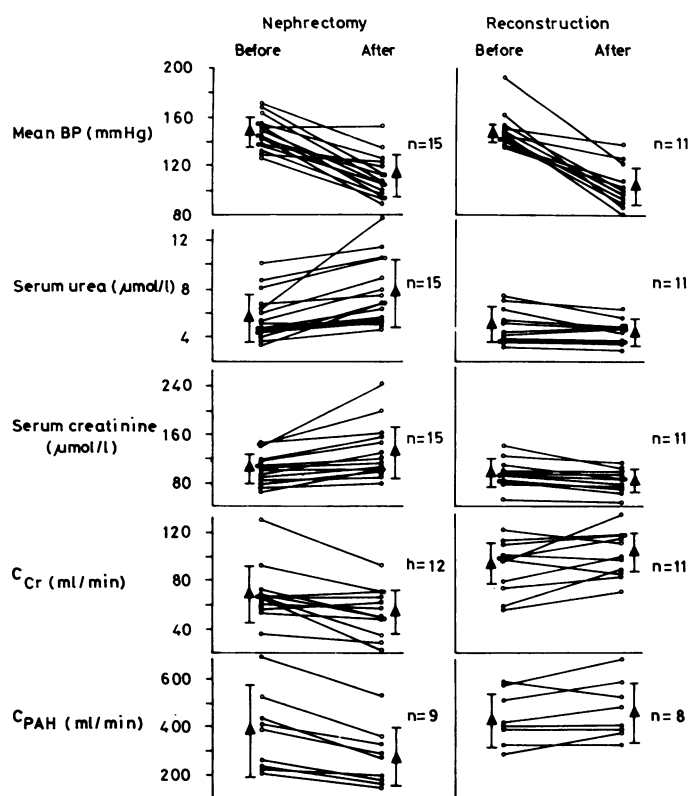 Nephrectomy Reconstruction
Before After Before After
200
160
Mean BP (mmHg) n=15 n=11
120
80
12
Serum urea (μmol/l) 8 n=15 n=11
4
240
Serum creatinine
(μmol/l) 160 n=15 n=11
80
120
CCr (ml/min) 80 h=12 n=11
40
600
CPAH (ml/min) 400 n=9 n=8
200